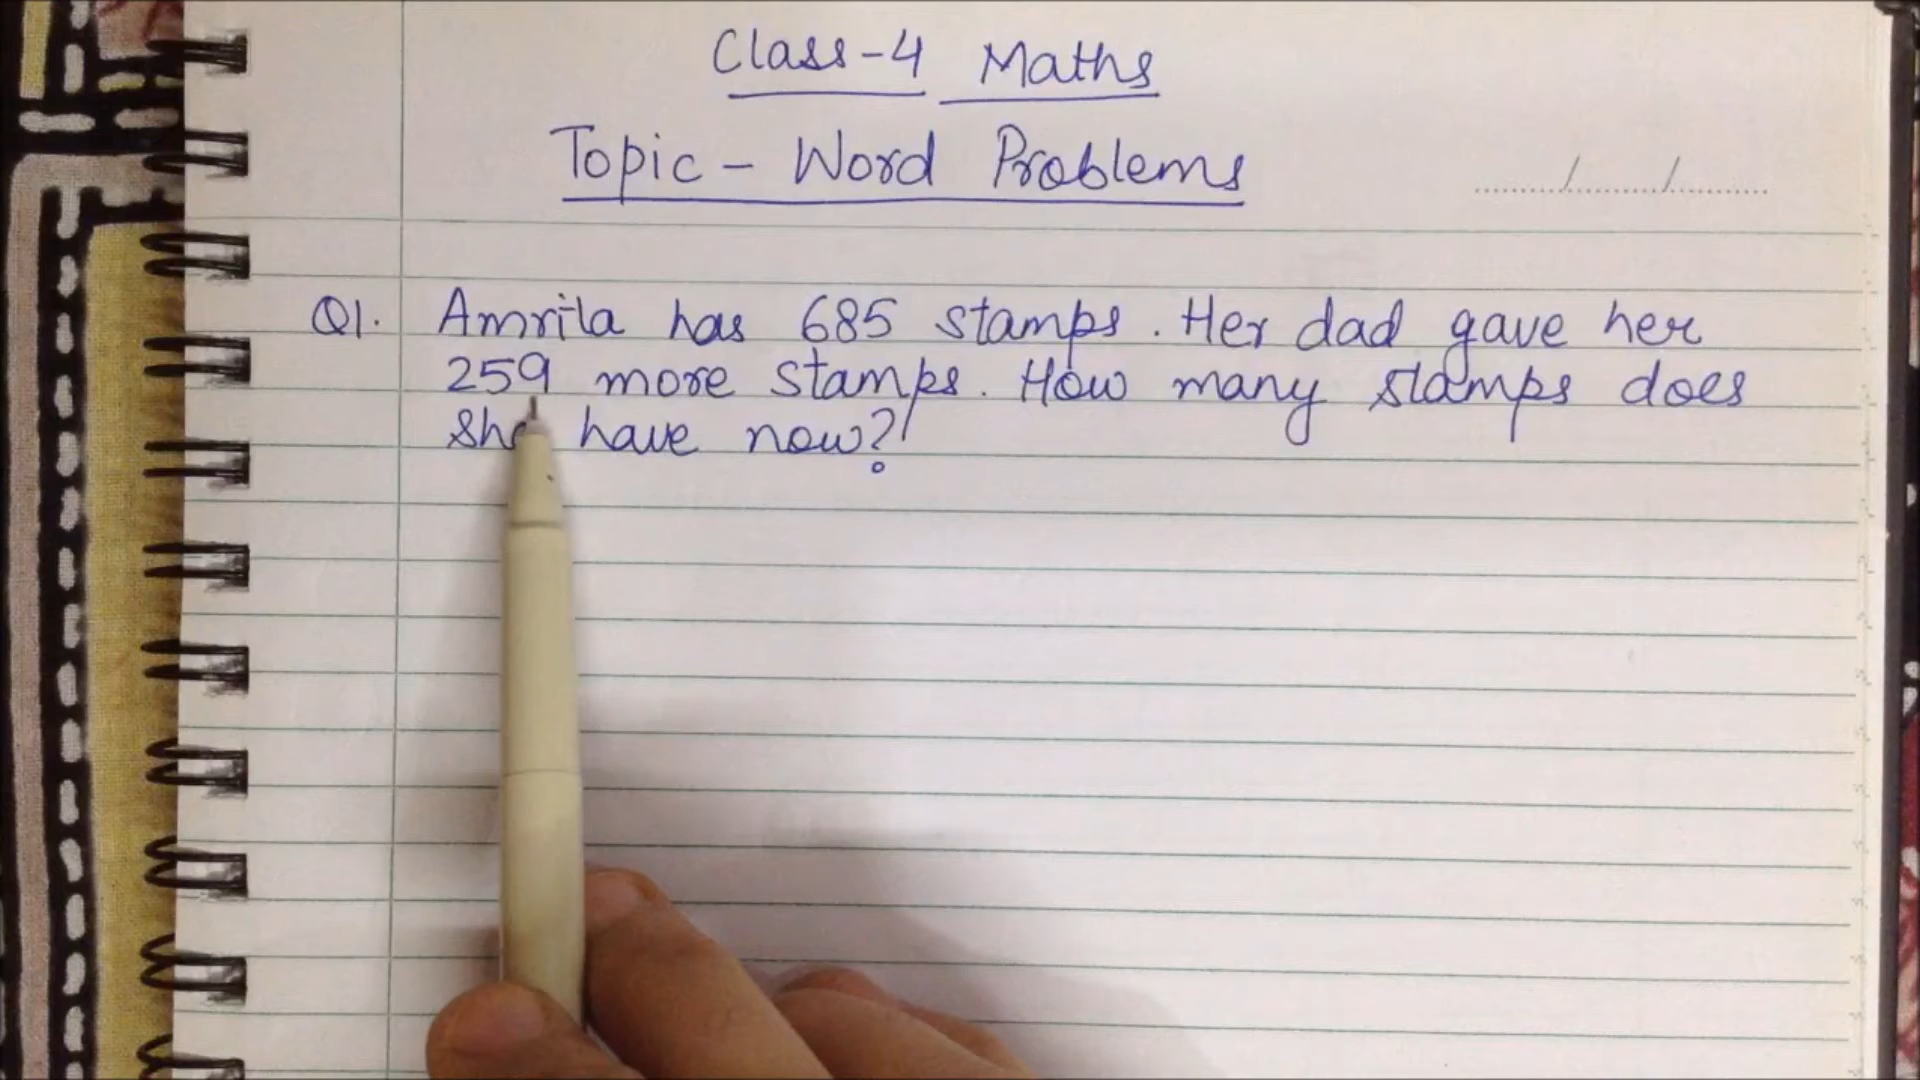 Class-4 Maths
Topic - Word Problems
Q1. Amrita has 685 stamps. Her dad gave her
259 more stamps. How many stamps does
she have now?